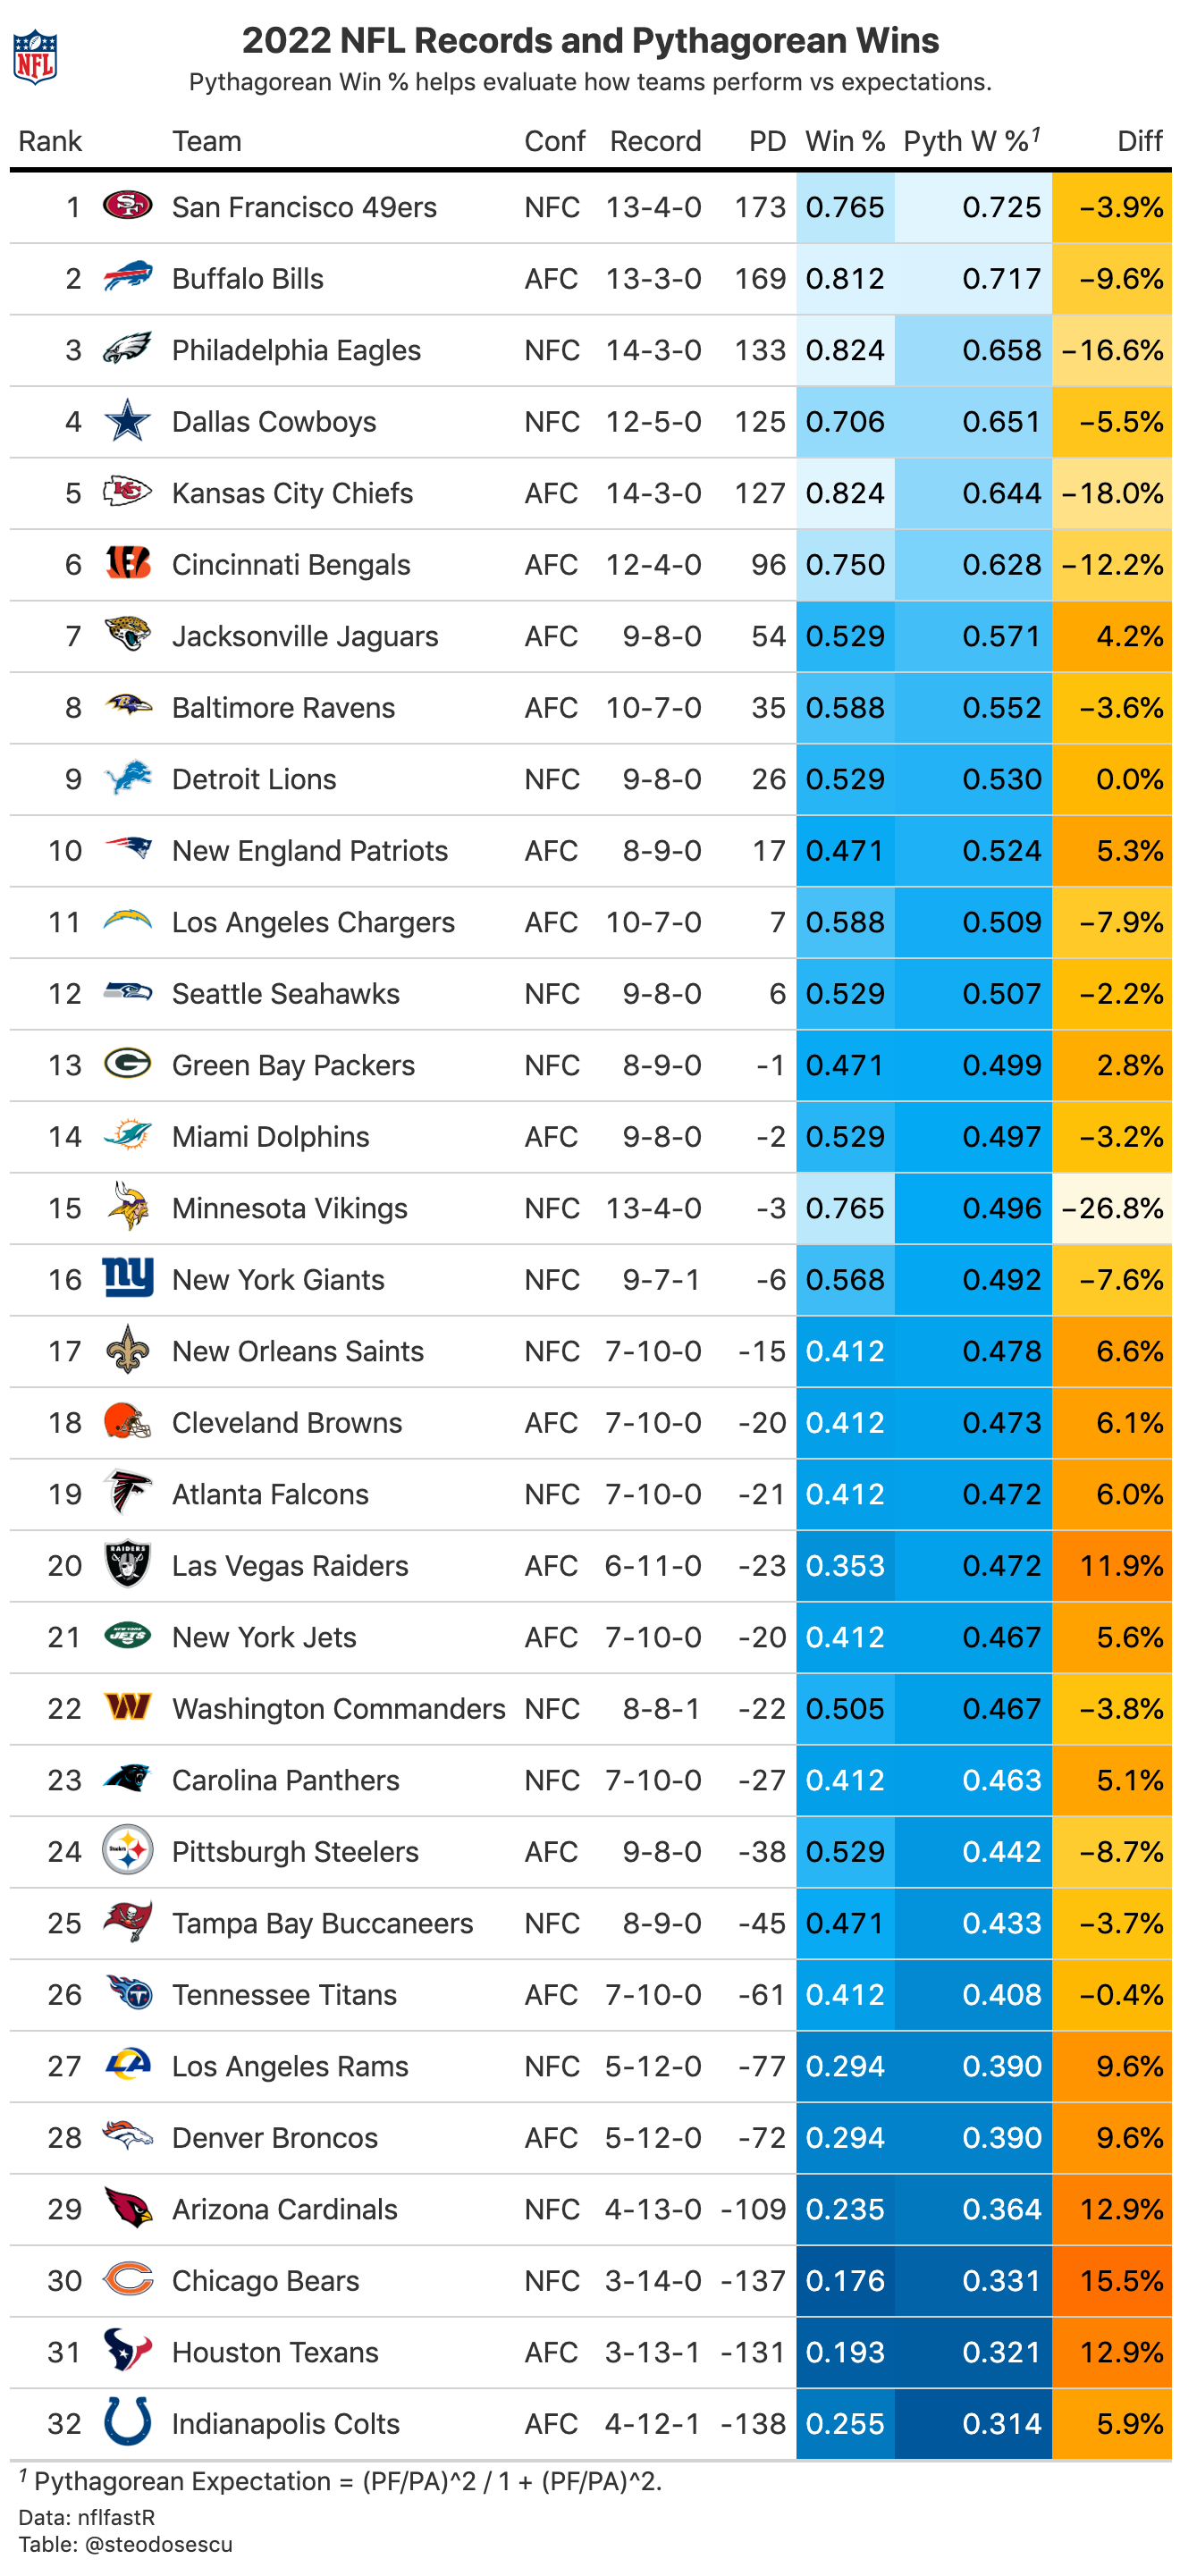 NFL
2022 NFL Records and Pythagorean Wins
Pythagorean Win % helps evaluate how teams perform vs expectations.
Rank Team Conf Record PD Win % Pyth W %1 Diff
1 San Francisco 49ers NFC 13-4-0 173 0.765 0.725 −3.9%
2 Buffalo Bills AFC 13-3-0 169 0.812 0.717 −9.6%
3 Philadelphia Eagles NFC 14-3-0 133 0.824 0.658 −16.6%
4 Dallas Cowboys NFC 12-5-0 125 0.706 0.651 −5.5%
5 Kansas City Chiefs AFC 14-3-0 127 0.824 0.644 −18.0%
6 Cincinnati Bengals AFC 12-4-0 96 0.750 0.628 −12.2%
7 Jacksonville Jaguars AFC 9-8-0 54 0.529 0.571 4.2%
8 Baltimore Ravens AFC 10-7-0 35 0.588 0.552 −3.6%
9 Detroit Lions NFC 9-8-0 26 0.529 0.530 0.0%
10 New England Patriots AFC 8-9-0 17 0.471 0.524 5.3%
11 Los Angeles Chargers AFC 10-7-0 7 0.588 0.509 −7.9%
12 Seattle Seahawks NFC 9-8-0 6 0.529 0.507 −2.2%
13 Green Bay Packers NFC 8-9-0 -1 0.471 0.499 2.8%
14 Miami Dolphins AFC 9-8-0 -2 0.529 0.497 −3.2%
15 Minnesota Vikings NFC 13-4-0 -3 0.765 0.496 −26.8%
16 New York Giants NFC 9-7-1 -6 0.568 0.492 −7.6%
17 New Orleans Saints NFC 7-10-0 -15 0.412 0.478 6.6%
18 Cleveland Browns AFC 7-10-0 -20 0.412 0.473 6.1%
19 Atlanta Falcons NFC 7-10-0 -21 0.412 0.472 6.0%
20 Las Vegas Raiders AFC 6-11-0 -23 0.353 0.472 11.9%
21 New York Jets AFC 7-10-0 -20 0.412 0.467 5.6%
22 Washington Commanders NFC 8-8-1 -22 0.505 0.467 −3.8%
23 Carolina Panthers NFC 7-10-0 -27 0.412 0.463 5.1%
24 Pittsburgh Steelers AFC 9-8-0 -38 0.529 0.442 −8.7%
25 Tampa Bay Buccaneers NFC 8-9-0 -45 0.471 0.433 −3.7%
26 Tennessee Titans AFC 7-10-0 -61 0.412 0.408 −0.4%
27 Los Angeles Rams NFC 5-12-0 -77 0.294 0.390 9.6%
28 Denver Broncos AFC 5-12-0 -72 0.294 0.390 9.6%
29 Arizona Cardinals NFC 4-13-0 -109 0.235 0.364 12.9%
30 Chicago Bears NFC 3-14-0 -137 0.176 0.331 15.5%
31 Houston Texans AFC 3-13-1 -131 0.193 0.321 12.9%
32 Indianapolis Colts AFC 4-12-1 -138 0.255 0.314 5.9%
1 Pythagorean Expectation = (PF/PA)^2 / 1 + (PF/PA)^2.
Data: nflfastR
Table: @steodosescu